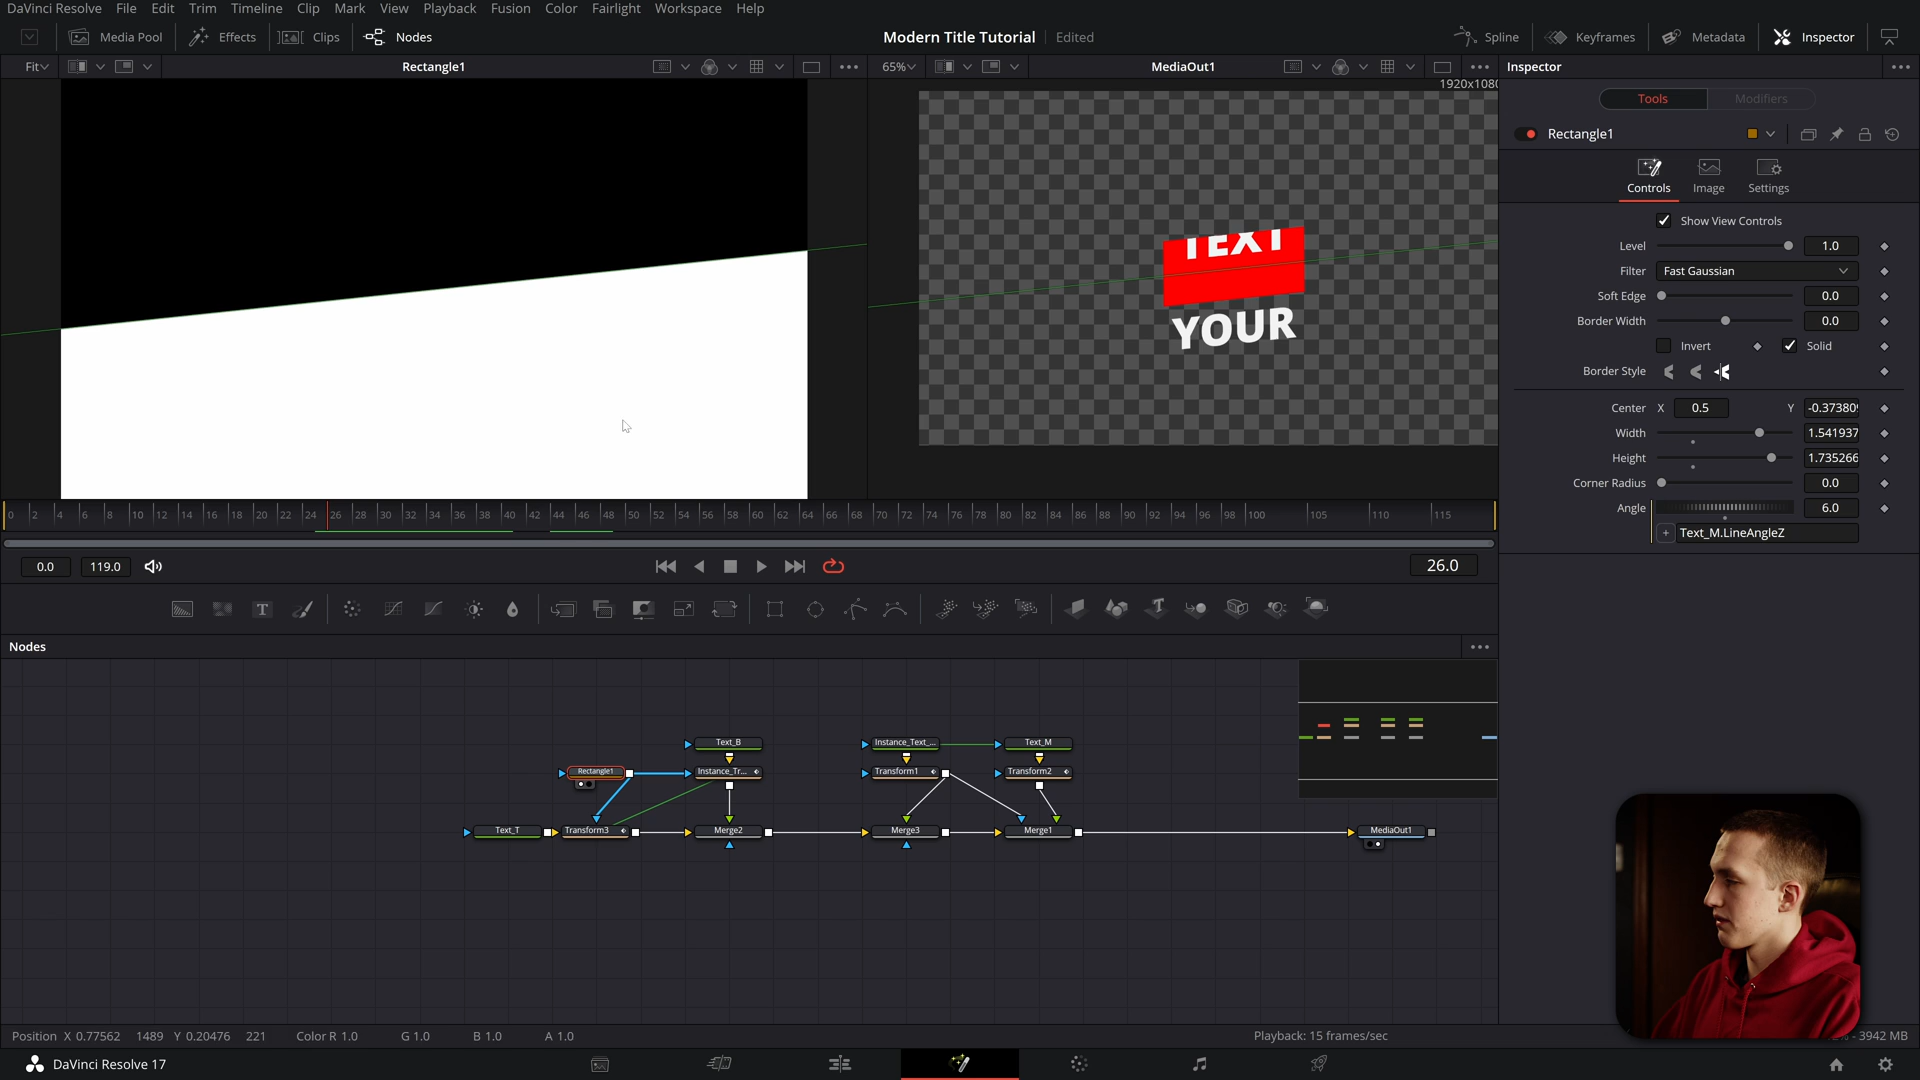 DaVinci Resolve File Edit Trim Timeline Clip Mark View Playback Fusion Color Fairlight Workspace Help
Media Pool Effects Clips Nodes Modern Title Tutorial Edited Spline Keyframes Metadata Inspector
Fit Rectangle1 65% MediaOut1 Inspector
1920x1080
Tools Modifiers
Rectangle1
Controls Image Settings
Show View Controls
Level 1.0
Filter Fast Gaussian
Soft Edge 0.0
Border Width 0.0
Invert Solid
Border Style
Center X 0.5 Y -0.37380
Width 1.541937
Height 1.735266
Corner Radius 0.0
Angle 6.0
Text_M.LineAngleZ
TEXT
YOUR
0 2 4 6 8 10 12 14 16 18 20 22 24 26 28 30 32 34 36 38 40 42 44 46 48 50 52 54 56 58 60 62 64 66 68 70 72 74 76 78 80 82 84 86 88 90 92 94 96 98 100 105 110 115
0.0 119.0 26.0
Nodes
Text_B Instance_Text_... Text_M
Rectangle1 Instance_Tr... Transform1 Transform2
Text_T Transform3 Merge2 Merge3 Merge1 MediaOut1
Position X 0.77562 1489 Y 0.20476 221 Color R 1.0 G 1.0 B 1.0 A 1.0 Playback: 15 frames/sec - 3942 MB
DaVinci Resolve 17